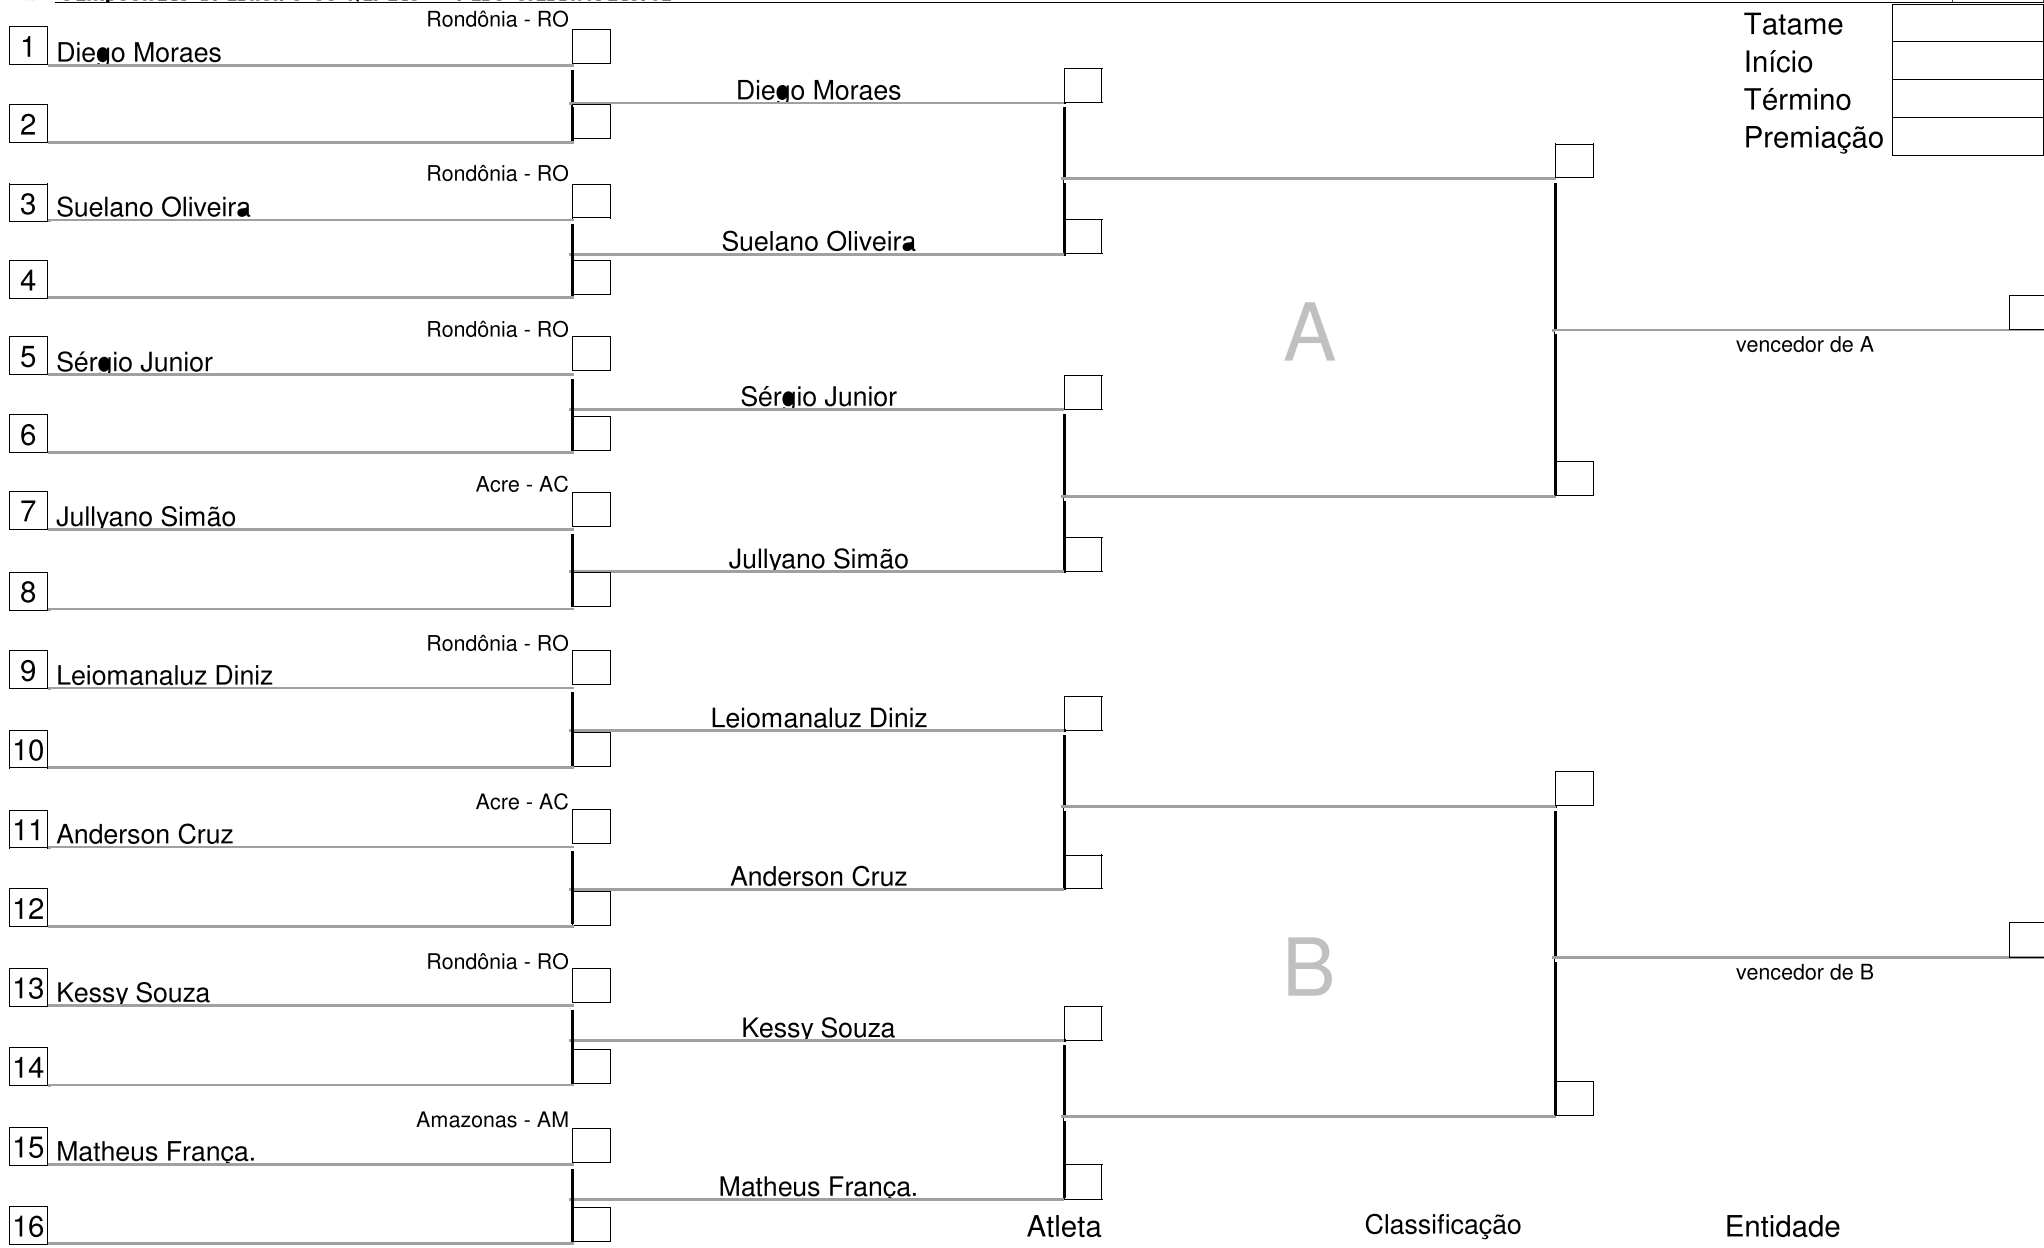 Rondônia - RO
1 Diego Moraes
Diego Moraes
2
Rondônia - RO
3 Suelano Oliveira
Suelano Oliveira
4
Rondônia - RO
5 Sérgio Junior
Sérgio Junior
6
Acre - AC
7 Jullyano Simão
Jullyano Simão
8
Rondônia - RO
9 Leiomanaluz Diniz
Leiomanaluz Diniz
10
Acre - AC
11 Anderson Cruz
Anderson Cruz
12
Rondônia - RO
13 Kessy Souza
Kessy Souza
14
Amazonas - AM
15 Matheus França.
Matheus França.
16
A
B
Tatame
Início
Término
Premiação
vencedor de A
vencedor de B
Atleta Classificação Entidade